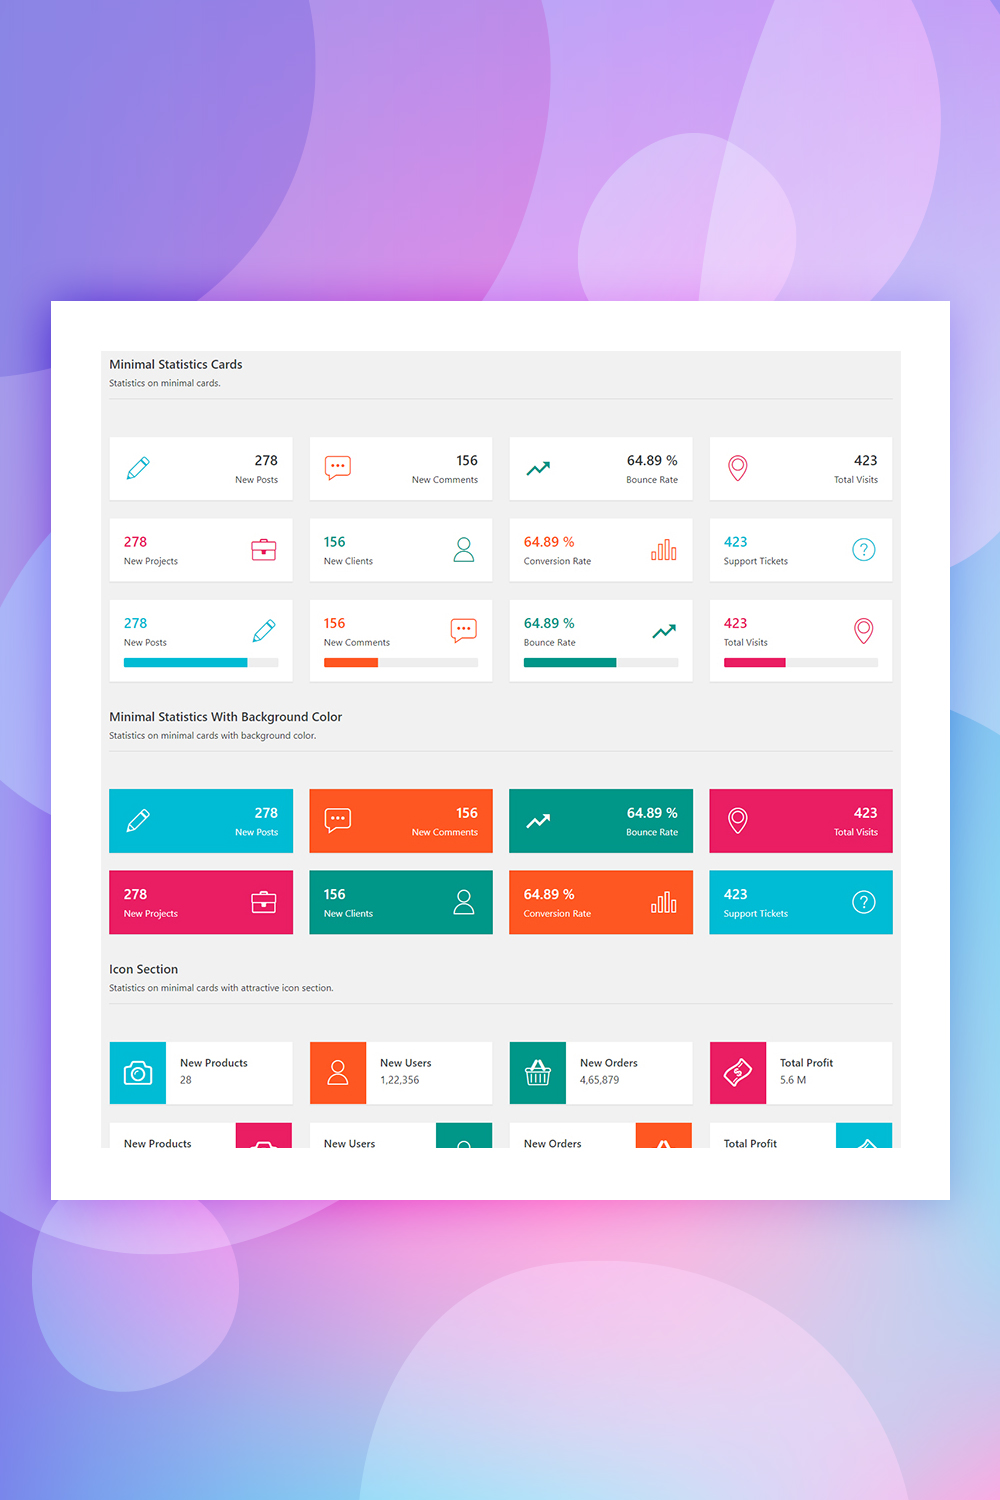 Minimal Statistics Cards
Statistics on minimal cards.
278
New Posts
156
New Comments
64.89 %
Bounce Rate
423
Total Visits
278
New Projects
156
New Clients
64.89 %
Conversion Rate
423
Support Tickets
278
New Posts
156
New Comments
64.89 %
Bounce Rate
423
Total Visits
Minimal Statistics With Background Color
Statistics on minimal cards with background color.
278
New Posts
156
New Comments
64.89 %
Bounce Rate
423
Total Visits
278
New Projects
156
New Clients
64.89 %
Conversion Rate
423
Support Tickets
Icon Section
Statistics on minimal cards with attractive icon section.
New Products
28
New Users
1,22,356
New Orders
4,65,879
Total Profit
5.6 M
New Products
New Users
New Orders
Total Profit